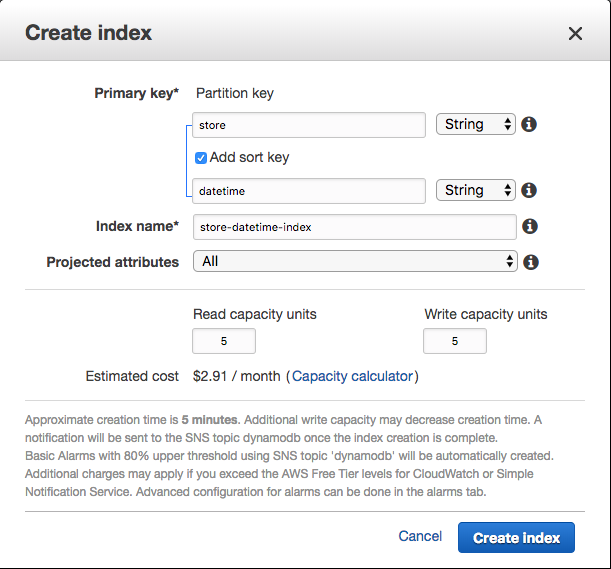 Create index
Primary key* Partition key
store String
Add sort key
datetime String
Index name* store-datetime-index
Projected attributes All
Read capacity units Write capacity units
5 5
Estimated cost $2.91 / month (Capacity calculator)
Approximate creation time is 5 minutes. Additional write capacity may decrease creation time. A
notification will be sent to the SNS topic dynamodb once the index creation is complete.
Basic Alarms with 80% upper threshold using SNS topic 'dynamodb' will be automatically created.
Additional charges may apply if you exceed the AWS Free Tier levels for CloudWatch or Simple
Notification Service. Advanced configuration for alarms can be done in the alarms tab.
Cancel Create index